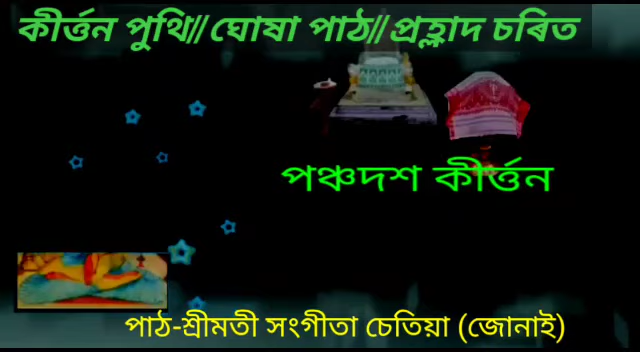 কীৰ্ত্তন পুথি//ঘোষা পাঠ//প্ৰহ্লাদ চৰিত
পঞ্চদশ কীৰ্ত্তন
পাঠ-শ্ৰীমতী সংগীতা চেতিয়া (জোনাই)